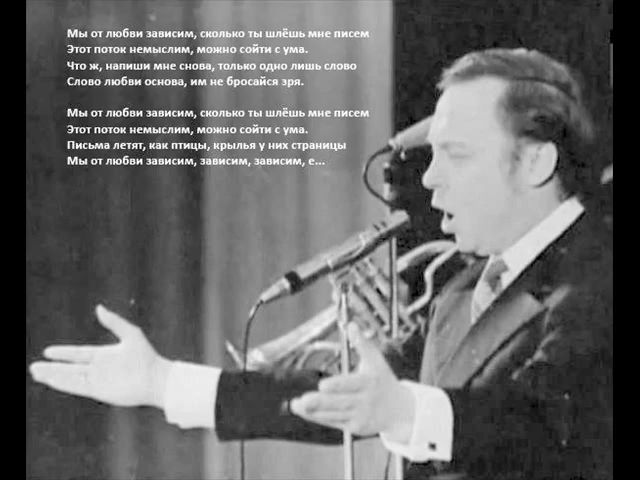 Мы от любви зависим, сколько ты шлёшь мне писем
Этот поток немыслим, можно сойти с ума.
Что ж, напиши мне снова, только одно лишь слово
Слово любви основа, им не бросайся зря.
Мы от любви зависим, сколько ты шлёшь мне писем
Этот поток немыслим, можно сойти с ума.
Письма летят, как птицы, крылья у них страницы
Мы от любви зависим, зависим, зависим, е...